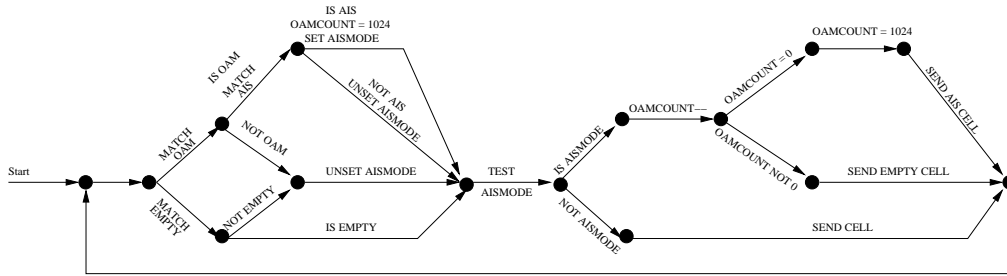 Start
MATCH
OAM
MATCH
EMPTY
IS OAM
MATCH
AIS
NOT OAM
NOT EMPTY
IS AIS
OAMCOUNT = 1024
SET AISMODE
NOT AIS
UNSET AISMODE
UNSET AISMODE
IS EMPTY
TEST
AISMODE
IS AISMODE
NOT AISMODE
OAMCOUNT--
OAMCOUNT = 0
OAMCOUNT NOT 0
OAMCOUNT = 1024
SEND AIS CELL
SEND EMPTY CELL
SEND CELL